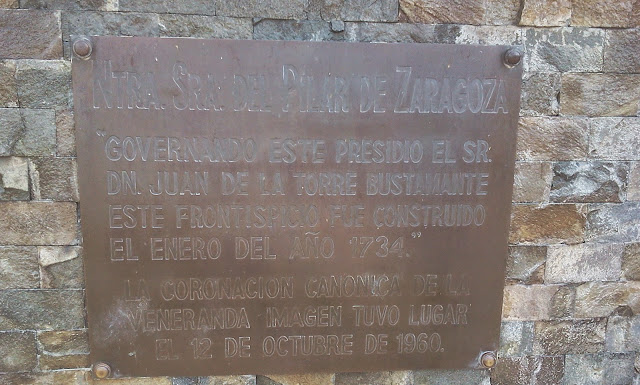 NTRA. SRA. DEL PILAR DE ZARAGOZA
"GOVERNANDO ESTE PRESIDIO EL SR.
DN. JUAN DE LA TORRE BUSTAMANTE
ESTE FRONTISPICIO FUE CONSTRUIDO
EL ENERO DEL AÑO 1734."
LA CORONACION CANONICA DE LA
VENERANDA IMAGEN TUVO LUGAR
EL 12 DE OCTUBRE DE 1960.